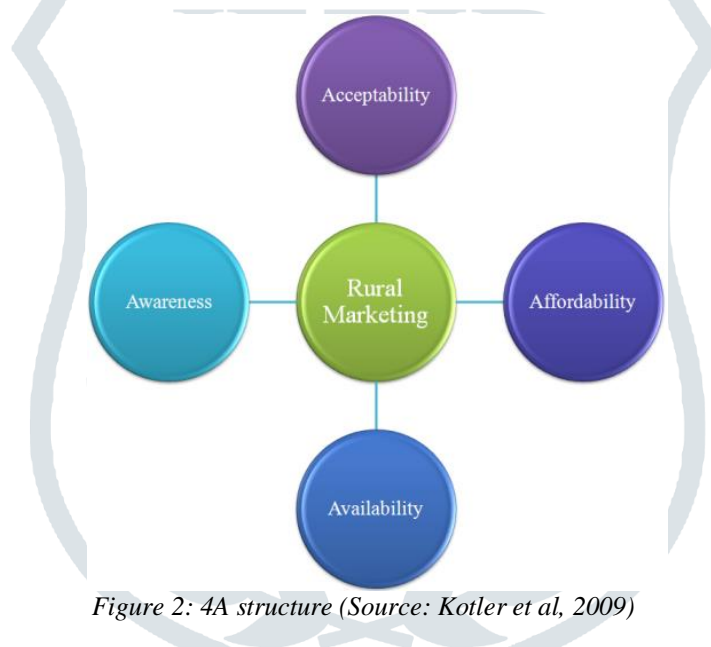 Acceptability
Awareness
Rural
Marketing
Affordability
Availability
Figure 2: 4A structure (Source: Kotler et al, 2009)